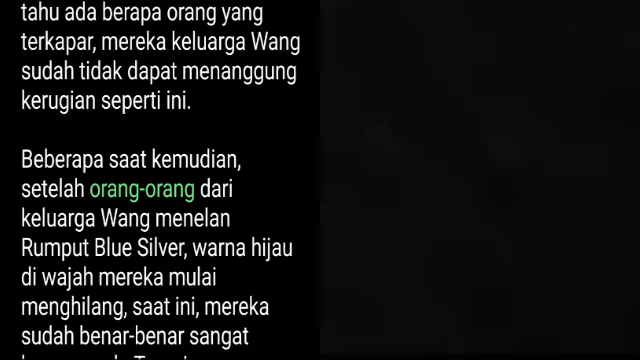 tahu ada berapa orang yang
terkapar, mereka keluarga Wang
sudah tidak dapat menanggung
kerugian seperti ini.
Beberapa saat kemudian,
setelah orang-orang dari
keluarga Wang menelan
Rumput Blue Silver, warna hijau
di wajah mereka mulai
menghilang, saat ini, mereka
sudah benar-benar sangat